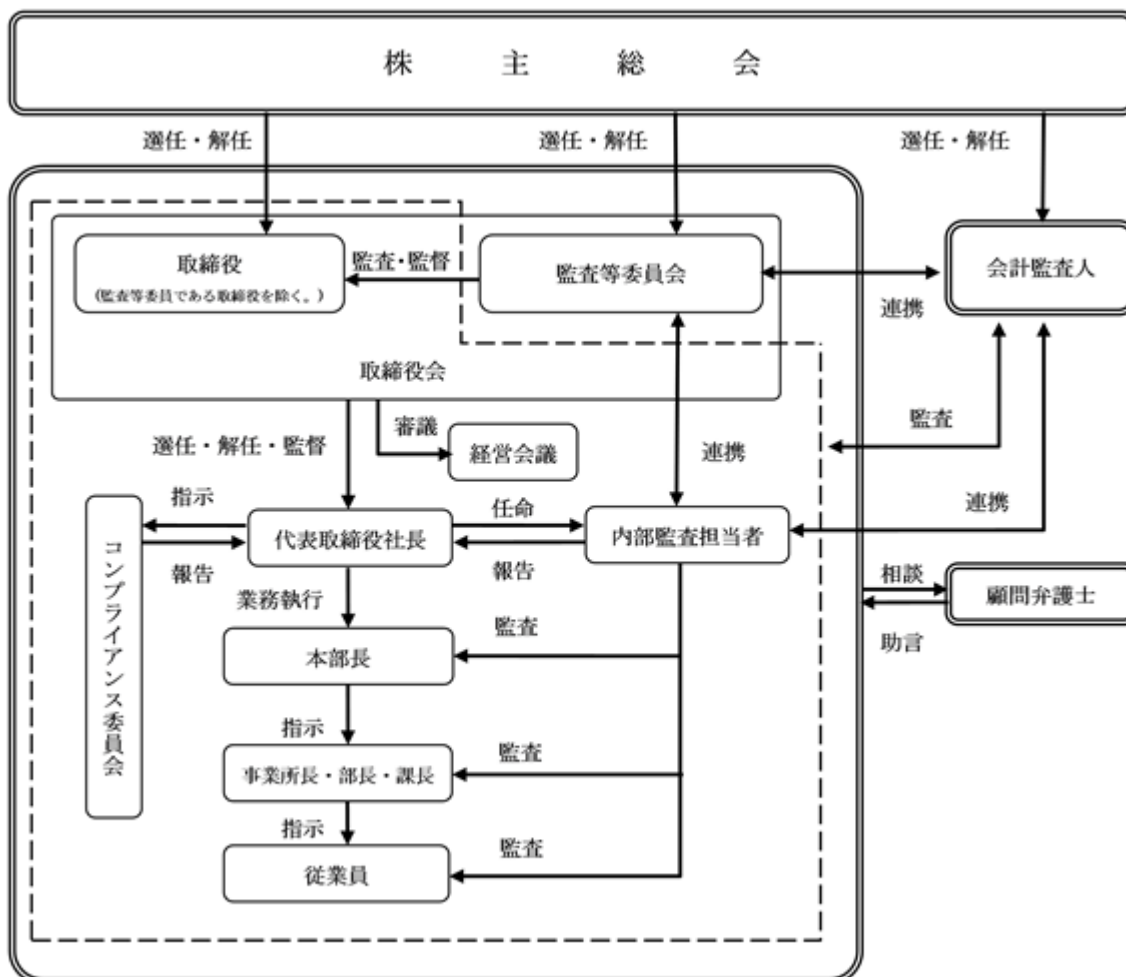 株主総会
選任・解任
選任・解任
選任・解任
取締役
(監査等委員である取締役を除く。)
監査・監督
監査等委員会
会計監査人
連携
取締役会
審議
監査
選任・解任・監督
経営会議
連携
指示
任命
連携
代表取締役社長
内部監査担当者
報告
報告
コンプライアンス委員会
相談
顧問弁護士
業務執行
監査
助言
本部長
指示
監査
事業所長・部長・課長
指示
監査
従業員